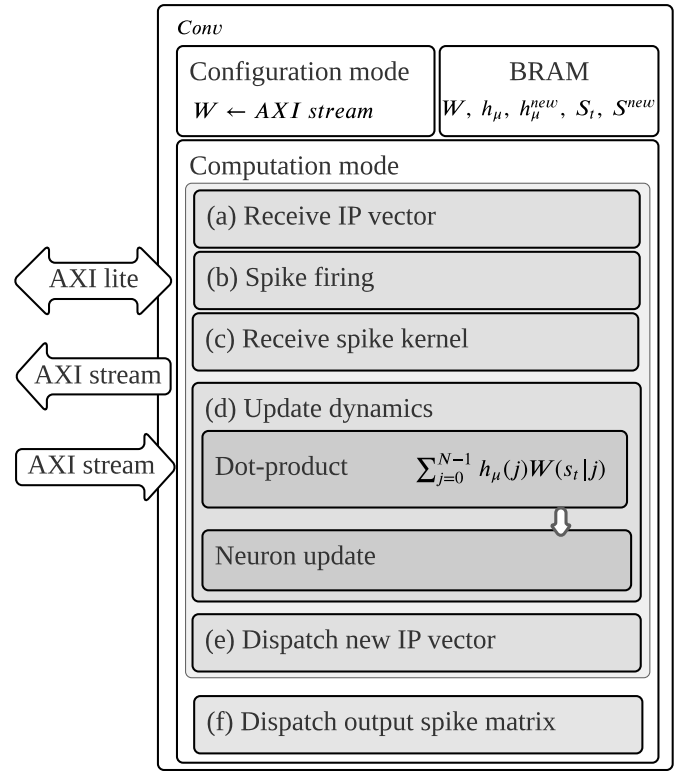 Conv
Configuration mode
W ← AXI stream
BRAM
W, h_μ, h_μ^{new}, S_t, S^{new}
Computation mode
(a) Receive IP vector
(b) Spike firing
(c) Receive spike kernel
(d) Update dynamics
Dot-product ∑_{j=0}^{N−1} h_μ(j)W(s_t|j)
Neuron update
(e) Dispatch new IP vector
(f) Dispatch output spike matrix
AXI lite
AXI stream
AXI stream